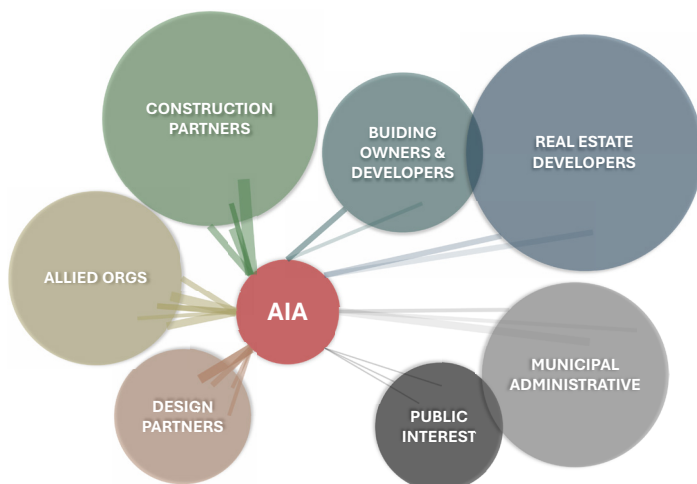 CONSTRUCTION
PARTNERS
BUIDING
OWNERS &
DEVELOPERS
REAL ESTATE
DEVELOPERS
ALLIED ORGS
AIA
MUNICIPAL
ADMINISTRATIVE
DESIGN
PARTNERS
PUBLIC
INTEREST